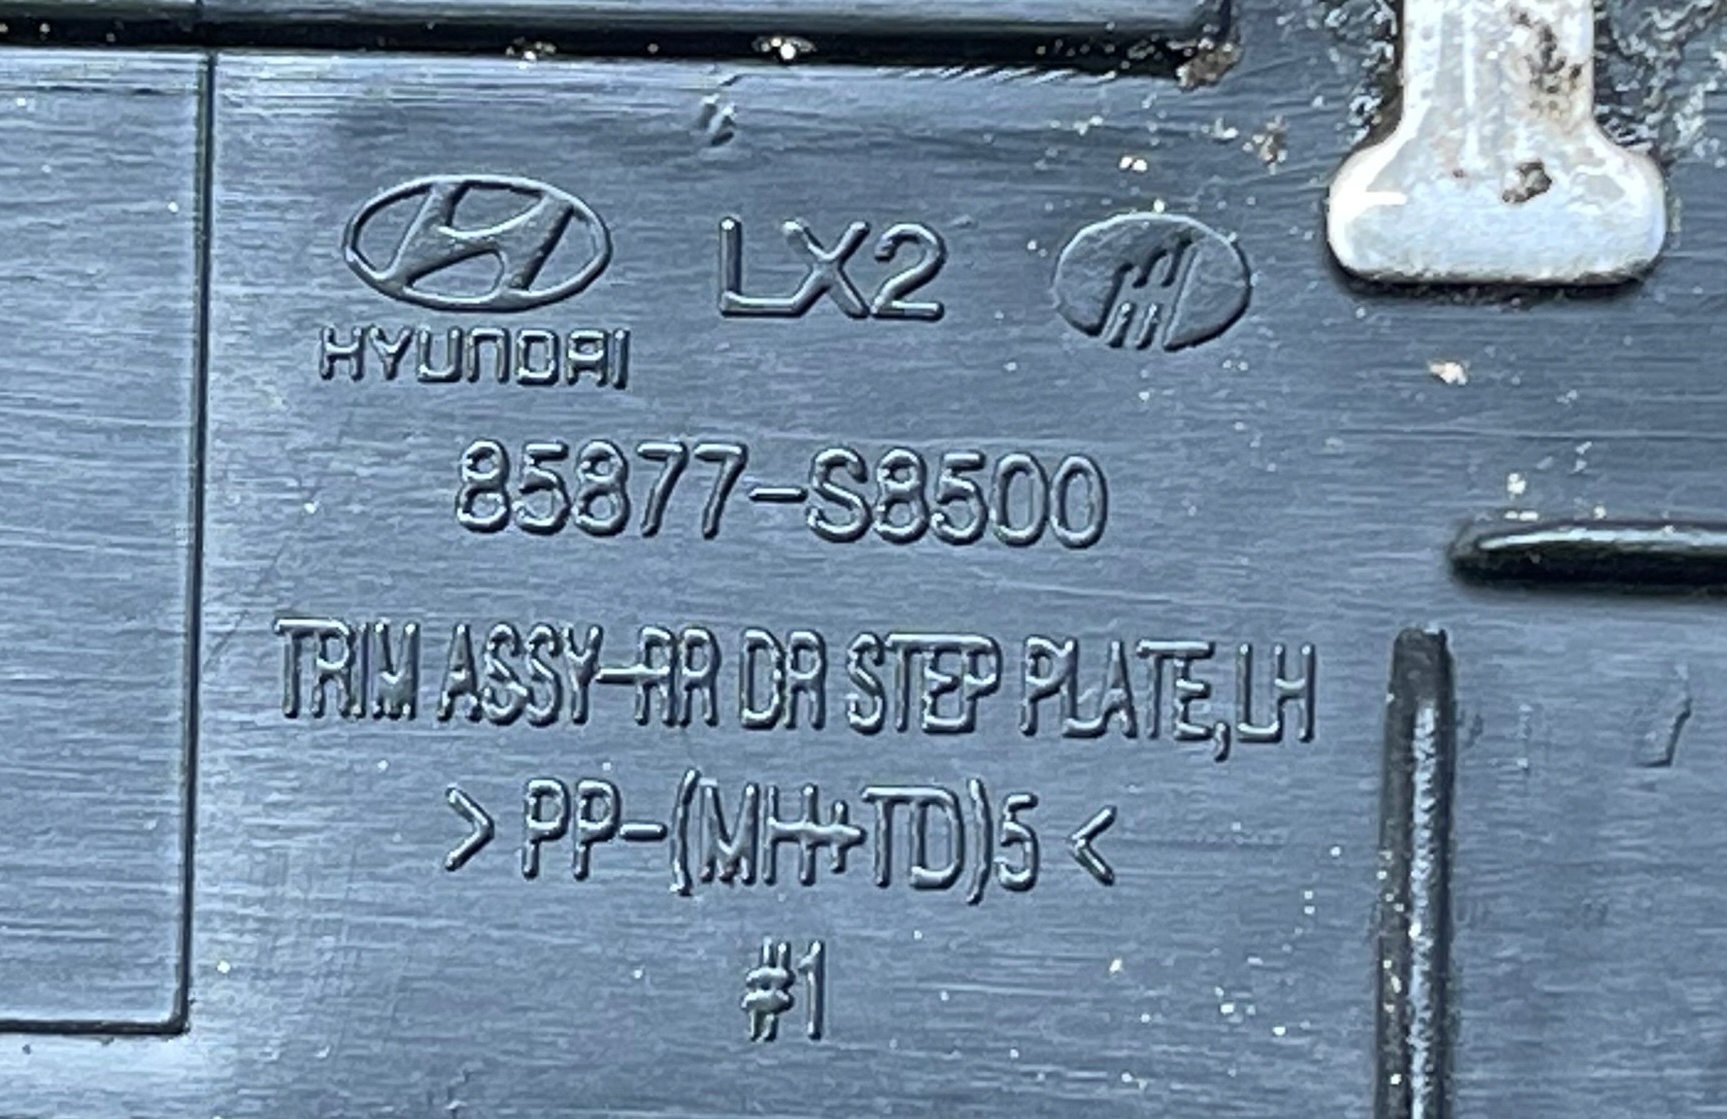 LX2
HYUNDAI
85877-S8500
TRIM ASSY-RR DR STEP PLATE,LH
>PP-(MH+TD)5<
#1